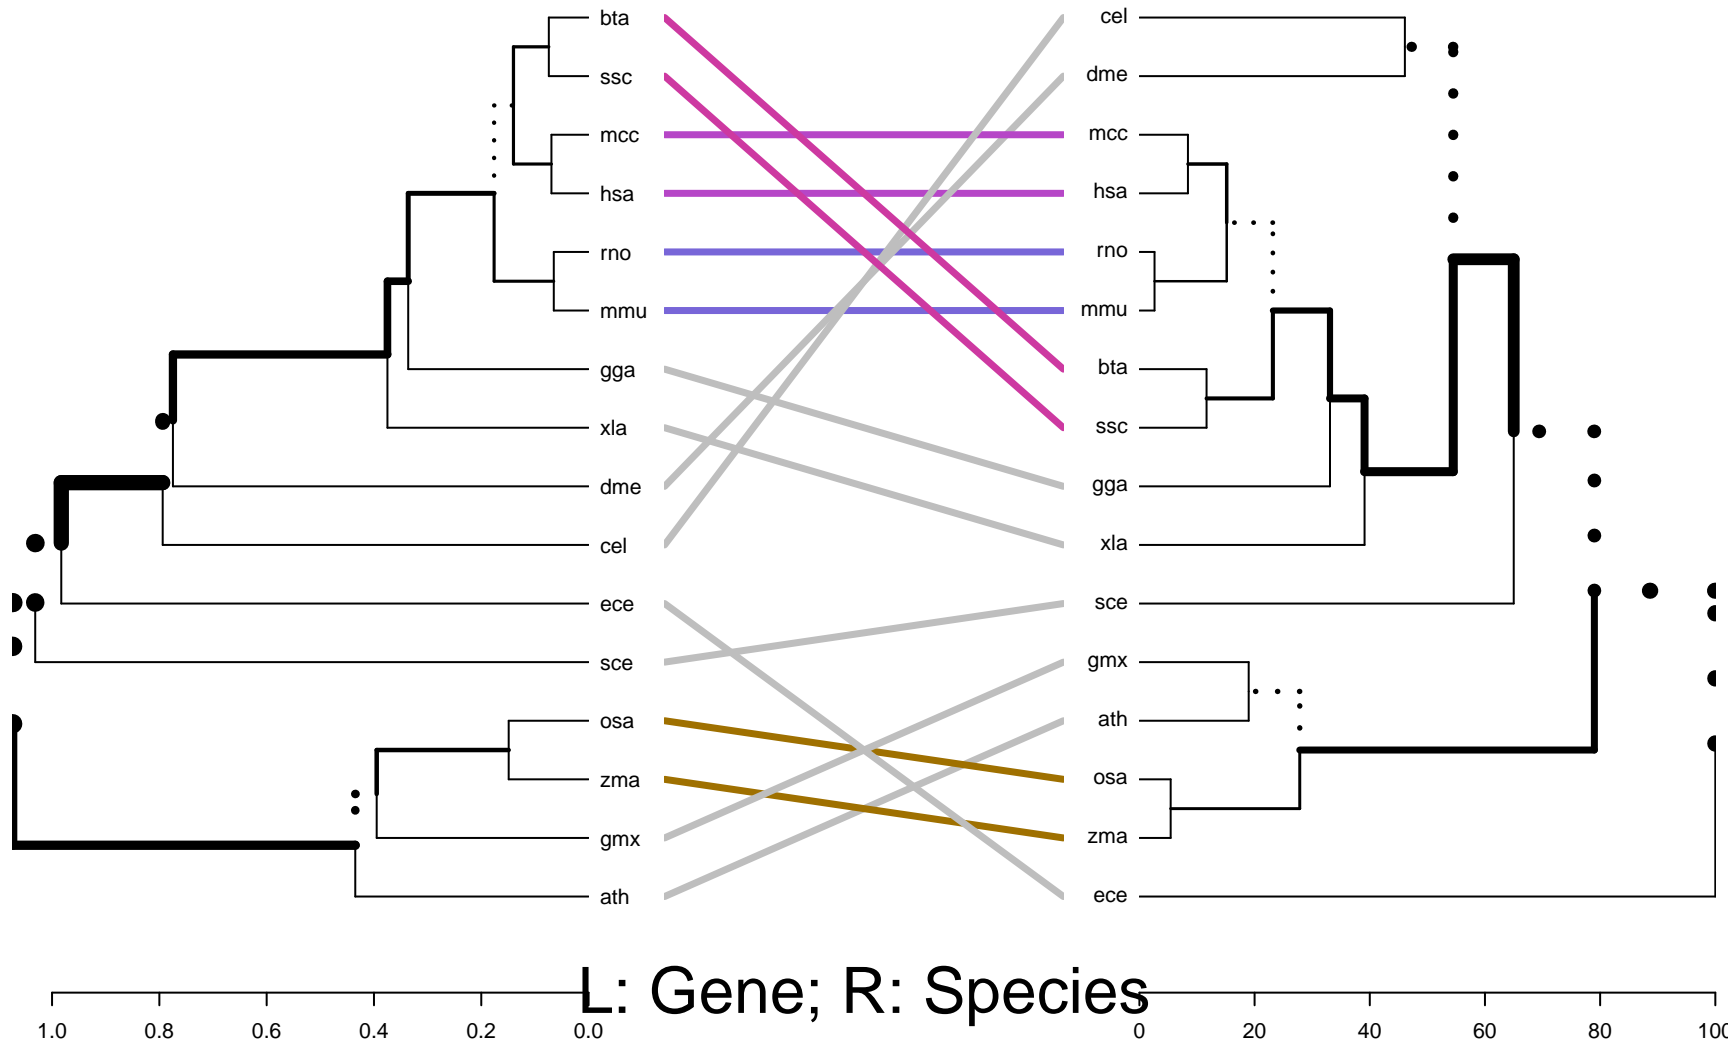 bta cel
ssc dme
mcc mcc
hsa hsa
rno rno
mmu mmu
gga bta
xla ssc
dme gga
cel xla
ece sce
sce gmx
osa ath
zma osa
gmx zma
ath ece
L: Gene; R: Species
1.0 0.8 0.6 0.4 0.2 0.0 0 20 40 60 80 100